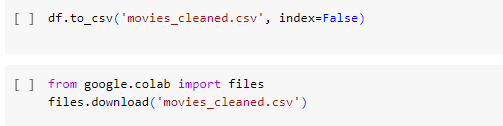 [ ] df.to_csv('movies_cleaned.csv', index=False)
[ ] from google.colab import files
files.download('movies_cleaned.csv')